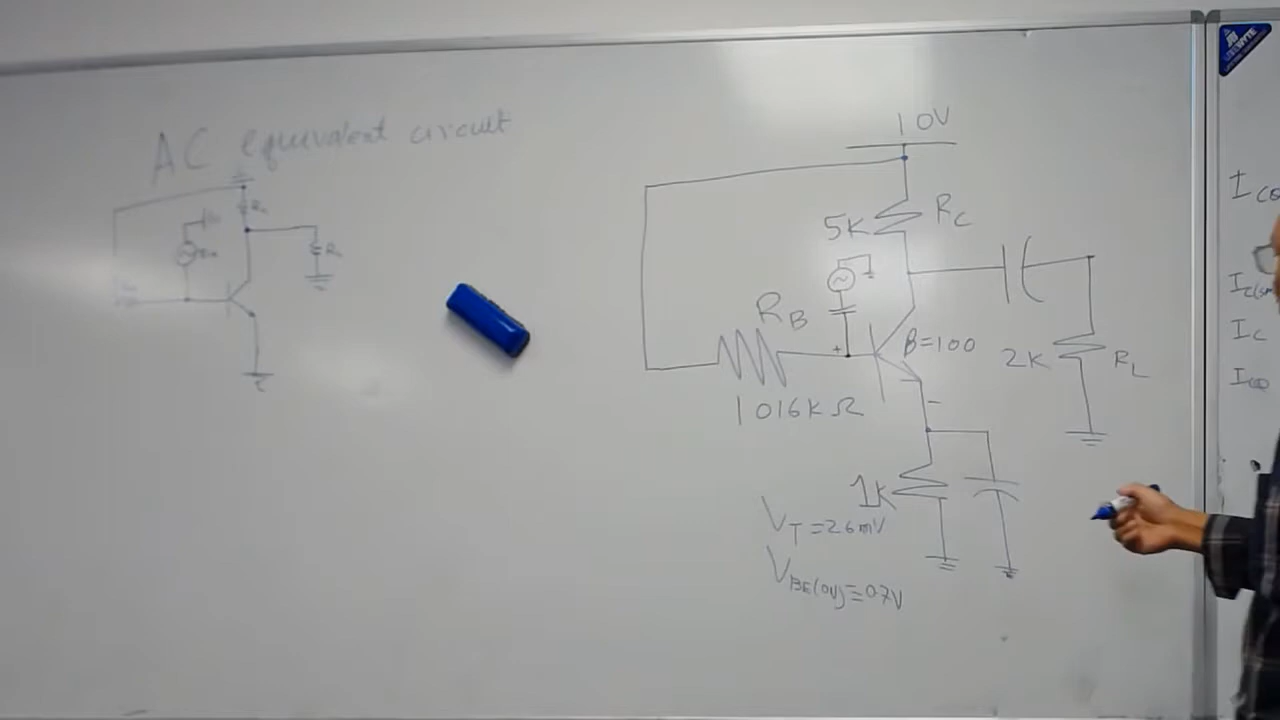 AC equivalent circuit
10V
5K RC
RB
β=100
2K RL
1016KΩ
1K
VT=26mV
VBE(ON)=0.7V
IC